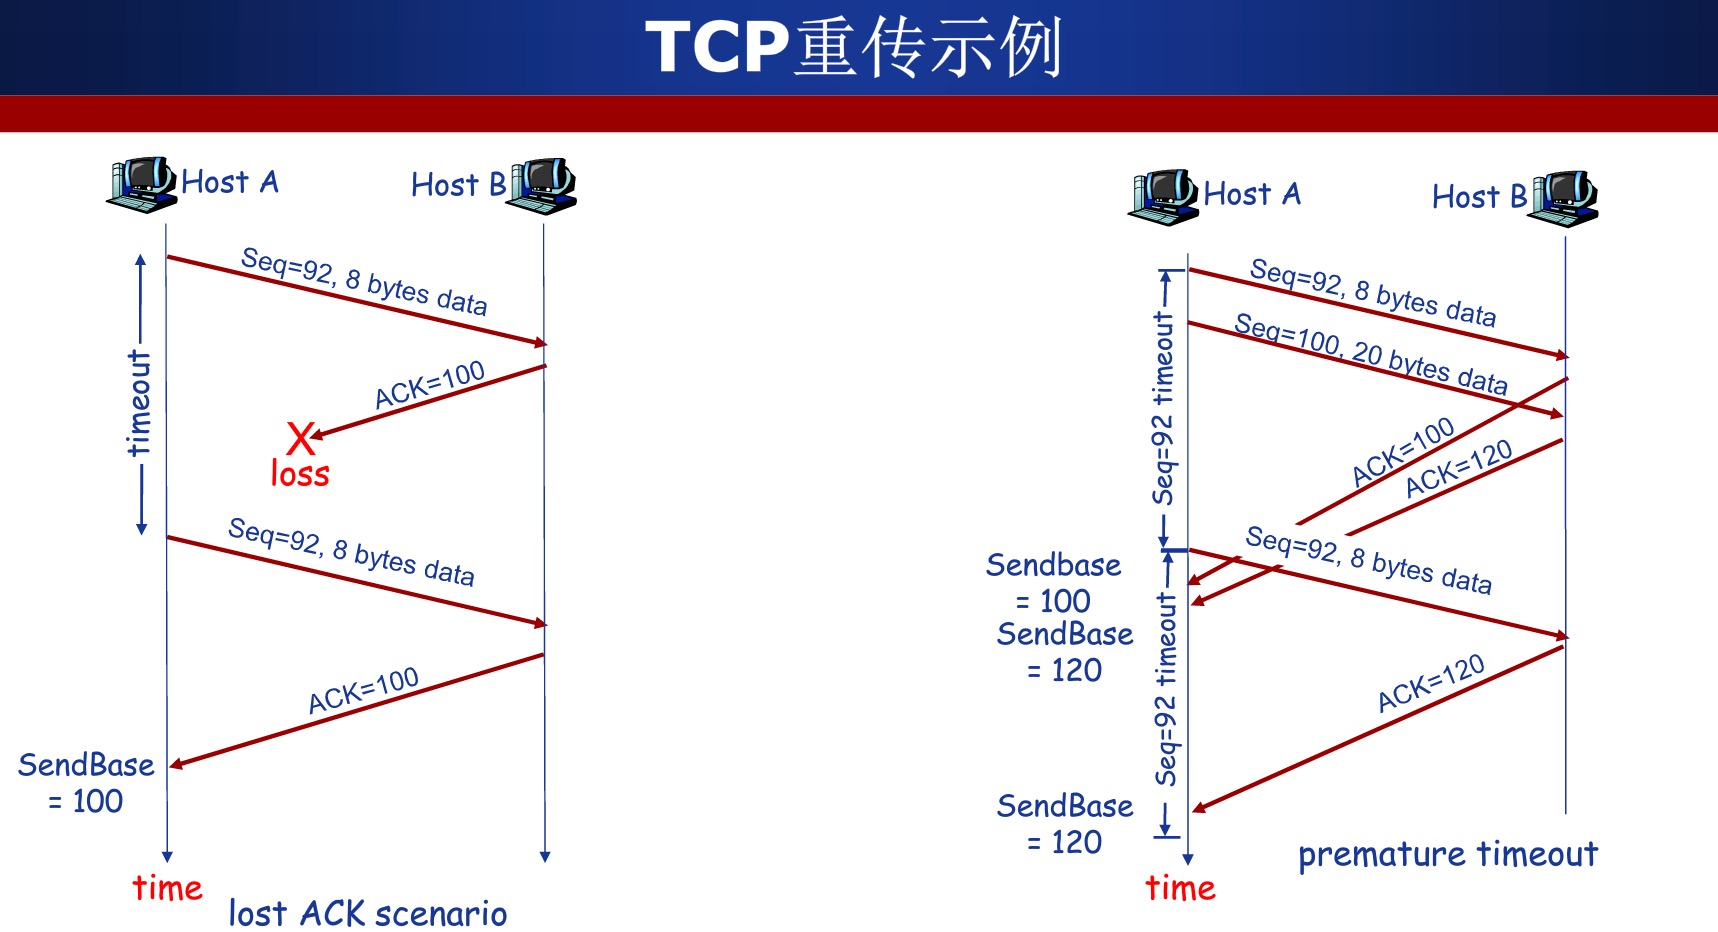 TCP重传示例
Host A
Host B
Seq=92, 8 bytes data
timeout
ACK=100
X
loss
Seq=92, 8 bytes data
ACK=100
SendBase
= 100
time
lost ACK scenario
Host A
Host B
Seq=92, 8 bytes data
Seq=100, 20 bytes data
Seq=92 timeout
ACK=100
ACK=120
Seq=92, 8 bytes data
Sendbase
= 100
SendBase
= 120
Seq=92 timeout
ACK=120
SendBase
= 120
premature timeout
time